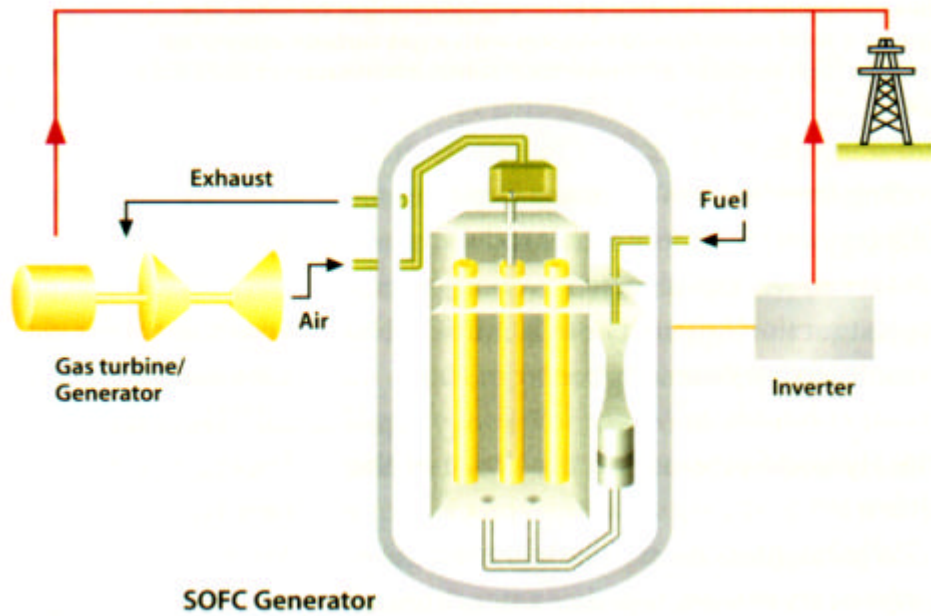 Exhaust
Fuel
Air
Gas turbine/
Generator
Inverter
SOFC Generator